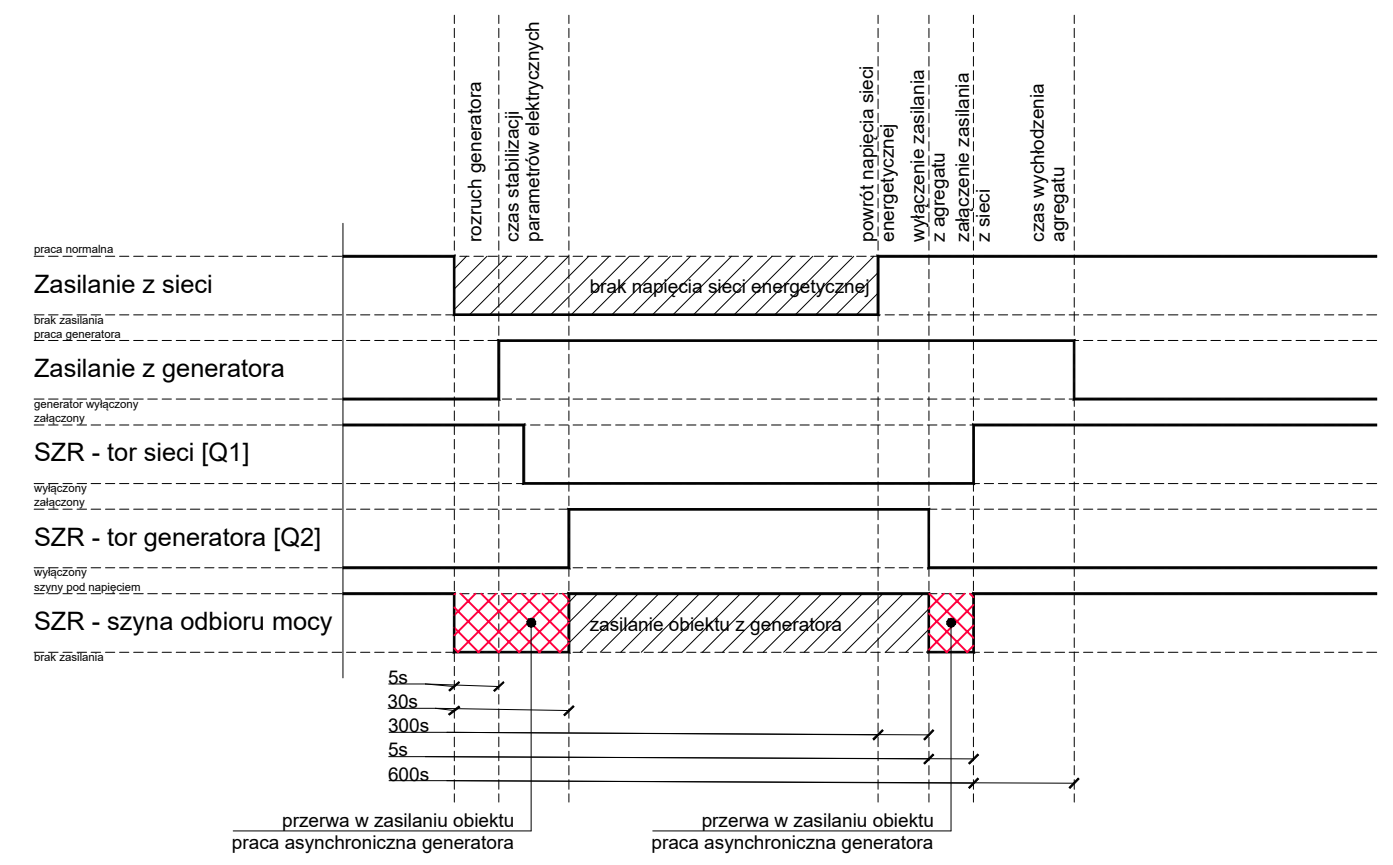 rozruch generatora
czas stabilizacji
parametrów elektrycznych
powrót napięcia sieci
energetycznej
wyłączenie zasilania
z agregatu
załączenie zasilania
z sieci
czas wychłodzenia
agregatu
praca normalna
Zasilanie z sieci
brak napięcia sieci energetycznej
brak zasilania
praca generatora
Zasilanie z generatora
generator wyłączony
załączony
SZR - tor sieci [Q1]
wyłączony
załączony
SZR - tor generatora [Q2]
wyłączony
szyny pod napięciem
SZR - szyna odbioru mocy
zasilanie obiektu z generatora
brak zasilania
5s
30s
300s
5s
600s
przerwa w zasilaniu obiektu
praca asynchroniczna generatora
przerwa w zasilaniu obiektu
praca asynchroniczna generatora